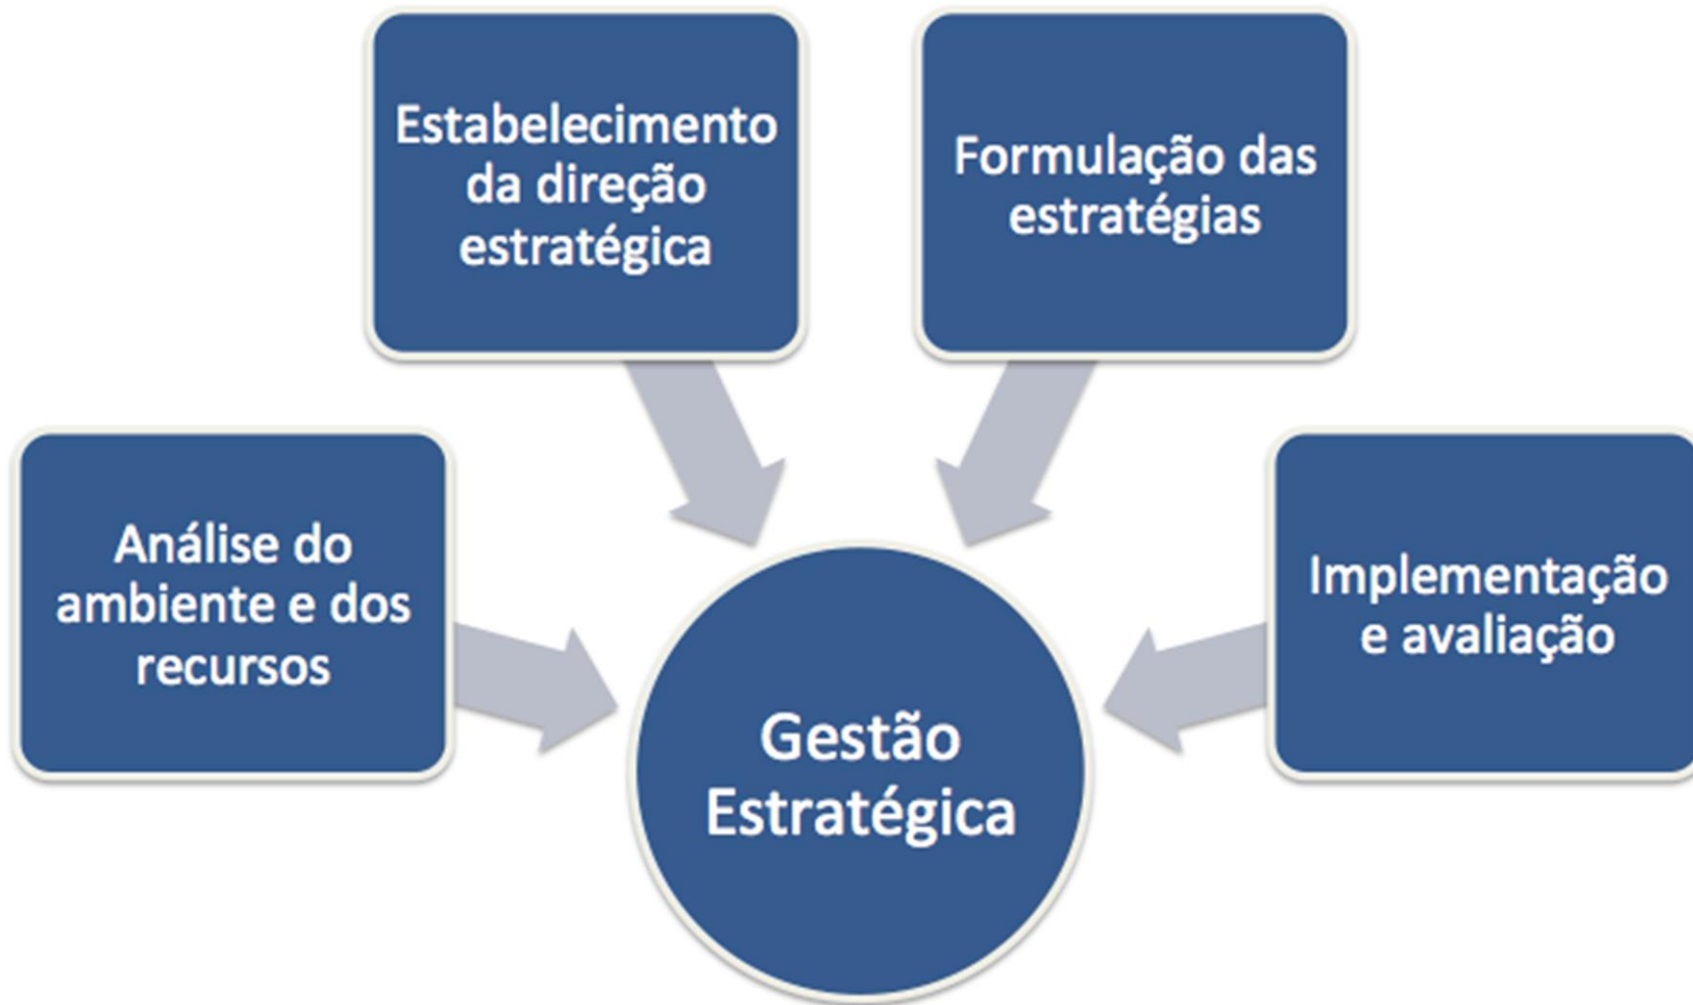 Estabelecimento
da direção
estratégica
Formulação das
estratégias
Análise do
ambiente e dos
recursos
Implementação
e avaliação
Gestão
Estratégica